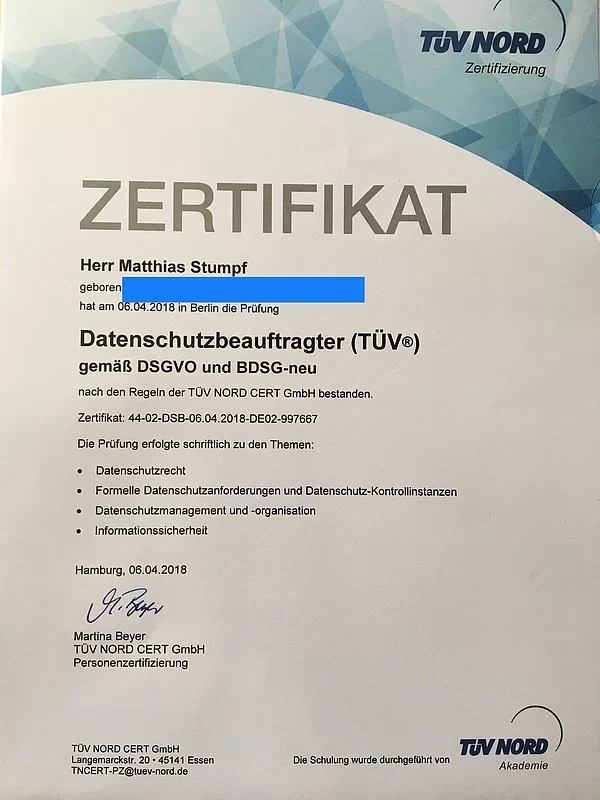 TÜV NORD
Zertifizierung
ZERTIFIKAT
Herr Matthias Stumpf
geboren
hat am 06.04.2018 in Berlin die Prüfung
Datenschutzbeauftragter (TÜV®)
gemäß DSGVO und BDSG-neu
nach den Regeln der TÜV NORD CERT GmbH bestanden.
Zertifikat: 44-02-DSB-06.04.2018-DE02-997667
Die Prüfung erfolgte schriftlich zu den Themen:
• Datenschutzrecht
• Formelle Datenschutzanforderungen und Datenschutz-Kontrollinstanzen
• Datenschutzmanagement und -organisation
• Informationssicherheit
Hamburg, 06.04.2018
M. Beyer
Martina Beyer
TÜV NORD CERT GmbH
Personenzertifizierung
TÜV NORD CERT GmbH
Langemarckstr. 20 • 45141 Essen
TNCERT-PZ@tuev-nord.de
Die Schulung wurde durchgeführt von
TÜV NORD
Akademie